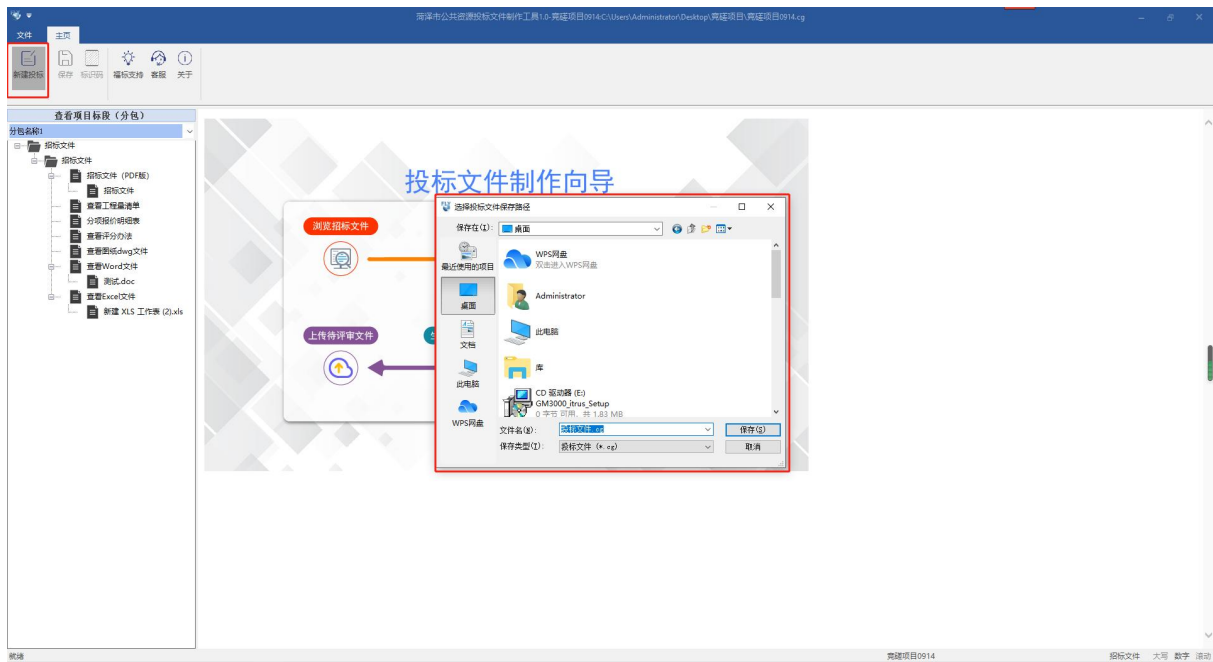 菏泽市公共资源投标文件制作工具1.0-竞磋项目0914:C:\Users\Administrator\Desktop\竞磋项目\竞磋项目0914.cg
文件 主页
新建投标 保存 标识码 福标支持 客服 关于
查看项目标段（分包）
分包名称1
招标文件
招标文件
招标文件（PDF版）
招标文件
查看工程量清单
分项报价明细表
查看评分办法
查看图纸dwg文件
查看Word文件
测试.doc
查看Excel文件
新建 XLS 工作表 (2).xls
投标文件制作向导
浏览招标文件
上传待评审文件
选择投标文件保存路径
保存在(I): 桌面
最近使用的项目
桌面
文档
此电脑
WPS网盘
WPS网盘
双击进入WPS网盘
Administrator
此电脑
库
CD 驱动器 (E:)
GM3000_itrus_Setup
0 字节 可用, 共 1.83 MB
文件名(N): 投标文件.cg 保存(S)
保存类型(T): 投标文件 (*.cg) 取消
就绪 竞磋项目0914 招标文件 大写 数字 滚动